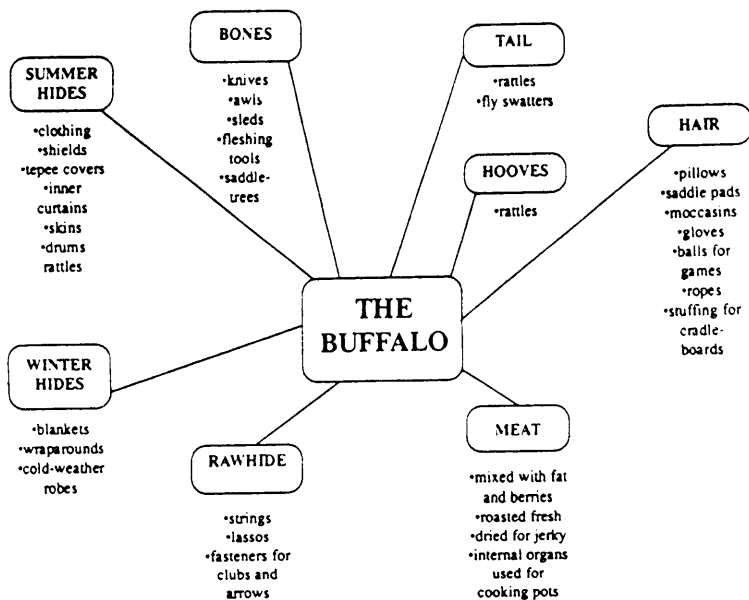 BONES
•knives
•awls
•sleds
•fleshing
tools
•saddle-
trees
TAIL
•rattles
•fly swatters
SUMMER
HIDES
•clothing
•shields
•tepee covers
•inner
curtains
•skins
•drums
rattles
HAIR
•pillows
•saddle pads
•moccasins
•gloves
•balls for
games
•ropes
•stuffing for
cradle-
boards
HOOVES
•rattles
THE
BUFFALO
WINTER
HIDES
•blankets
•wraparounds
•cold-weather
robes
RAWHIDE
•strings
•lassos
•fasteners for
clubs and
arrows
MEAT
•mixed with fat
and berries
•roasted fresh
•dried for jerky
•internal organs
used for
cooking pots